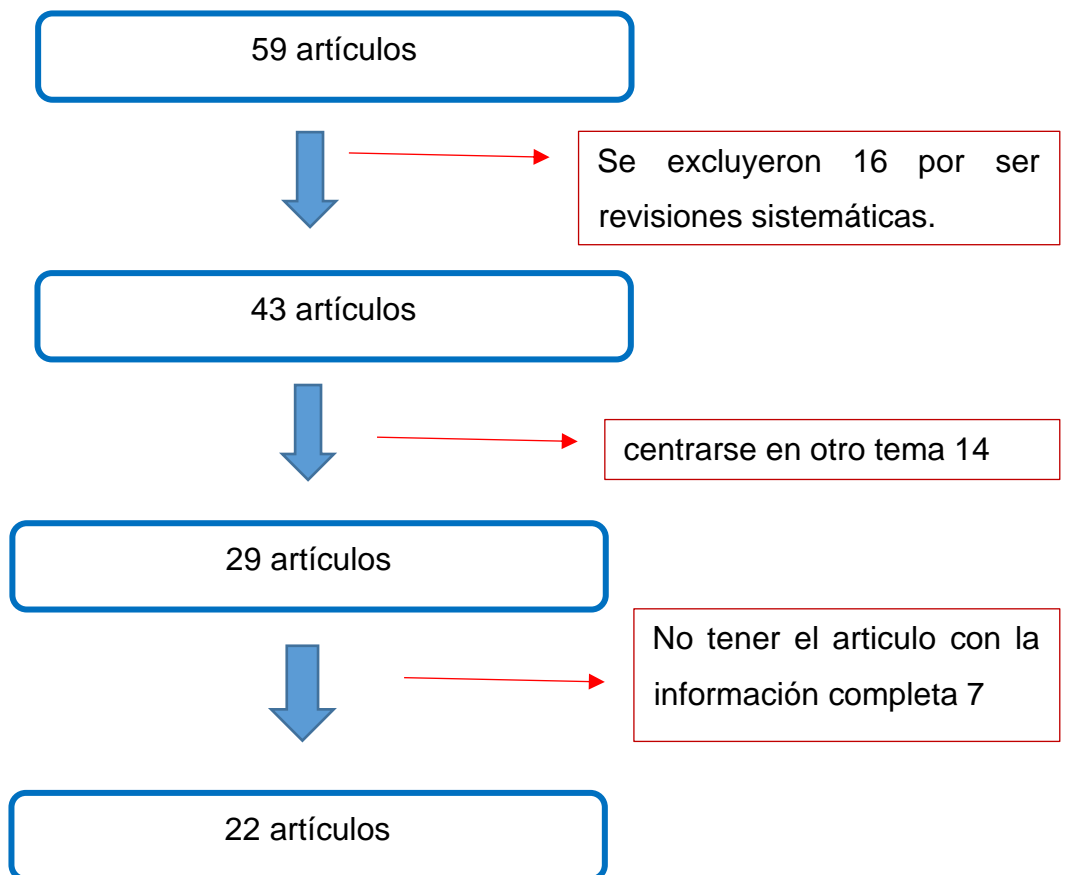 59 artículos
Se excluyeron 16 por ser
revisiones sistemáticas.
43 artículos
centrarse en otro tema 14
29 artículos
No tener el articulo con la
información completa 7
22 artículos